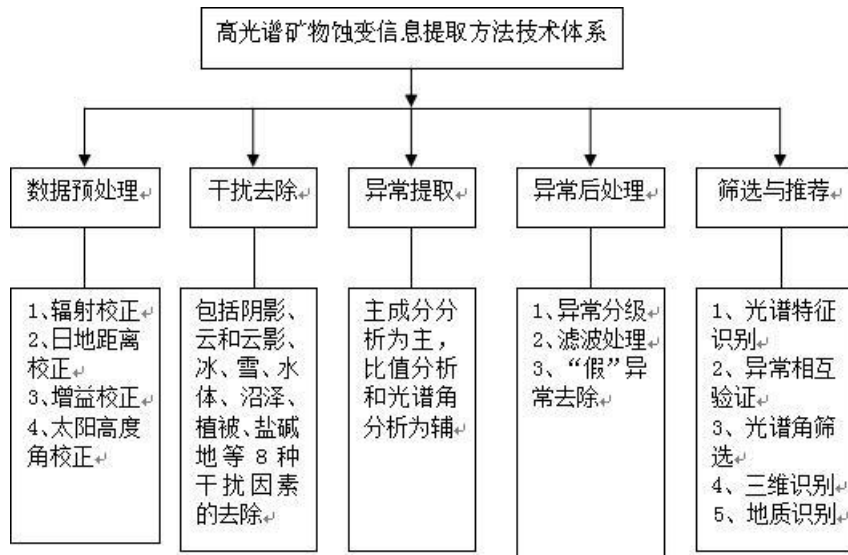 高光谱矿物蚀变信息提取方法技术体系
数据预处理
干扰去除
异常提取
异常后处理
筛选与推荐
1、辐射校正
2、日地距离
校正
3、增益校正
4、太阳高度
角校正
包括阴影、
云和云影、
冰、雪、水
体、沼泽、
植被、盐碱
地等8种
干扰因素
的去除
主成分分
析为主，
比值分析
和光谱角
分析为辅
1、异常分级
2、滤波处理
3、“假”异
常去除
1、光谱特征
识别
2、异常相互
验证
3、光谱角筛
选
4、三维识别
5、地质识别